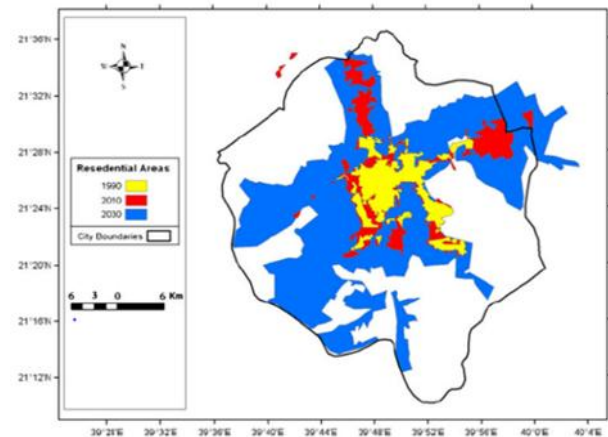 21°36'N
N
W E
S
21°32'N
21°28'N
Resedential Areas
1990
2010
2030
City Boundaries
21°24'N
21°20'N
6 3 0 6 Km
21°16'N
21°12'N
39°28'E 39°32'E 39°36'E 39°40'E 39°44'E 39°48'E 39°52'E 39°56'E 40°0'E 40°4'E